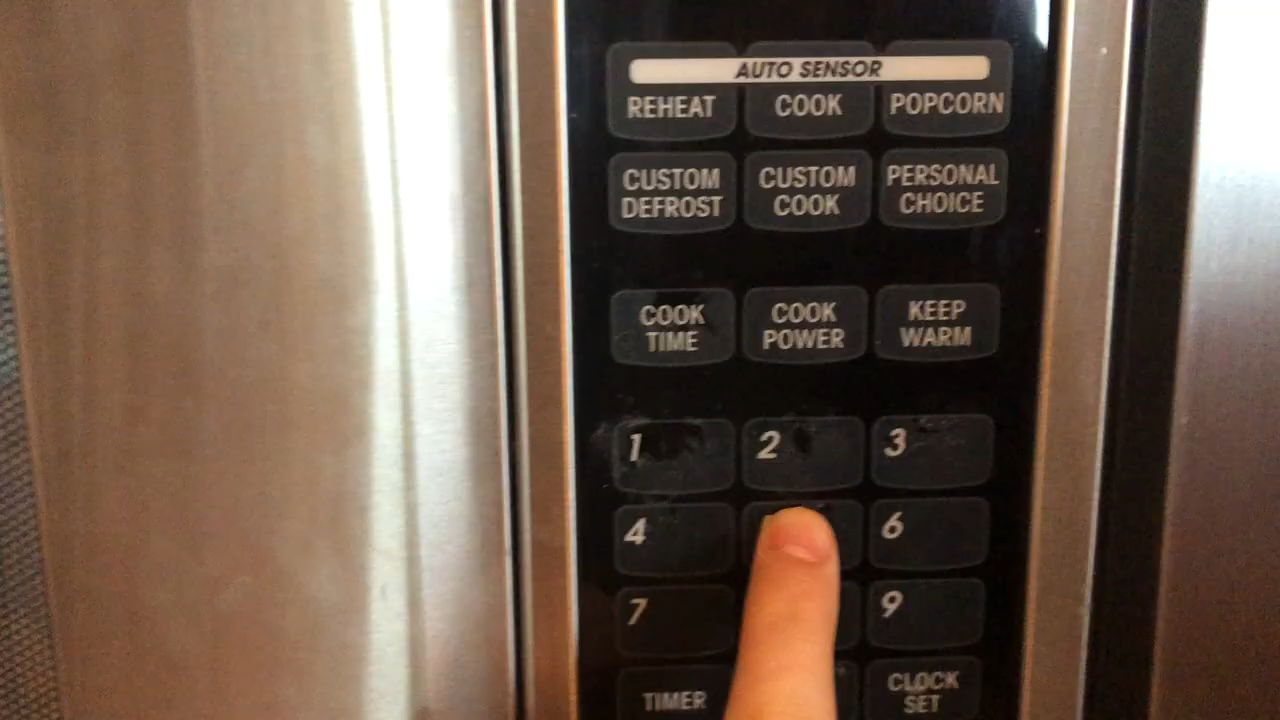 AUTO SENSOR
REHEAT COOK POPCORN
CUSTOM DEFROST
CUSTOM COOK
PERSONAL CHOICE
COOK TIME
COOK POWER
KEEP WARM
1 2 3
4 6
7 9
TIMER
CLOCK SET